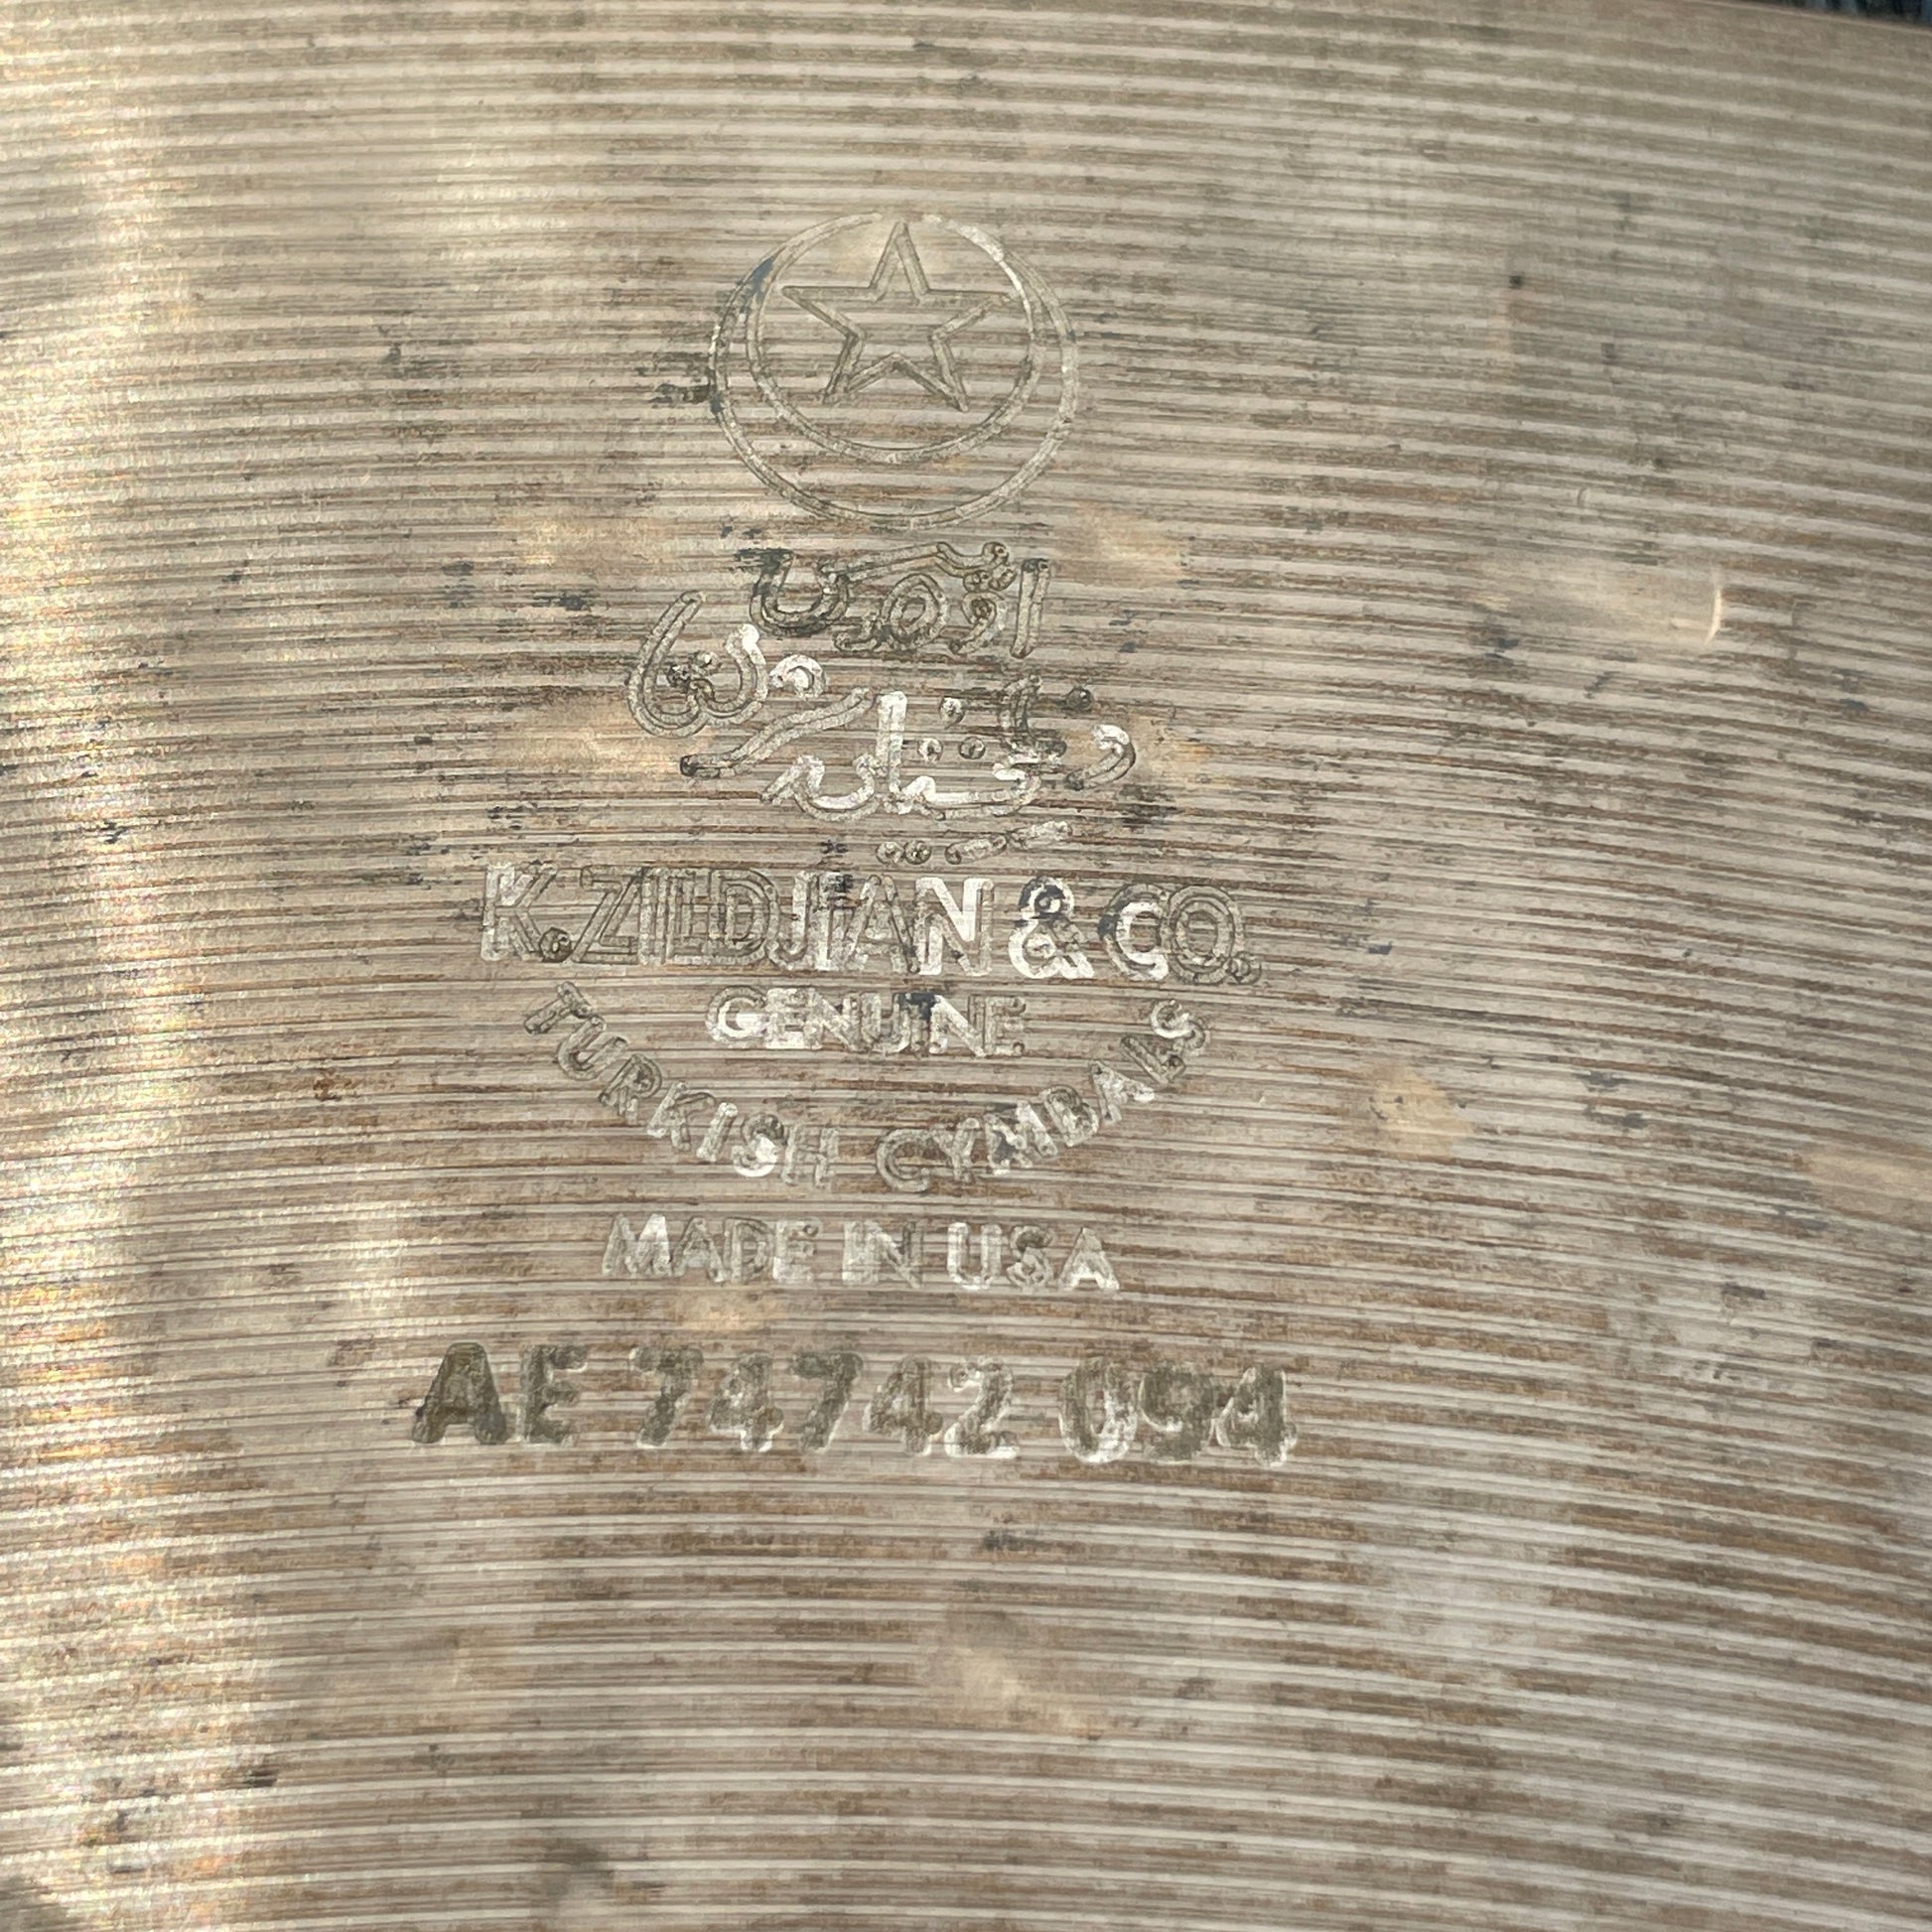 K. ZILDJIAN & CO.
GENUINE
TURKISH CYMBALS
MADE IN USA
AE 74742 094